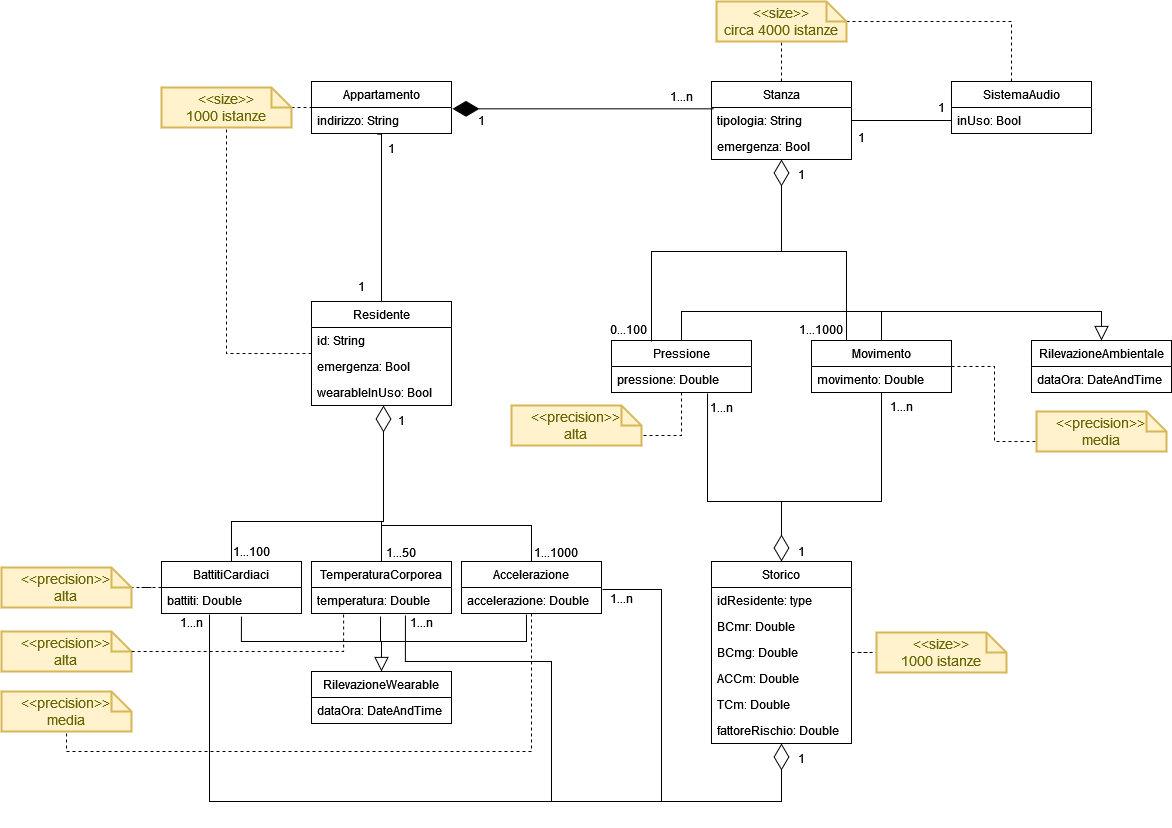 <<size>>
circa 4000 istanze
<<size>>
1000 istanze
Appartamento
indirizzo: String
1
1
1...n
Stanza
tipologia: String
emergenza: Bool
1
1
1
SistemaAudio
inUso: Bool
1
Residente
id: String
emergenza: Bool
wearableInUso: Bool
1
0...100
Pressione
pressione: Double
1...n
1...1000
Movimento
movimento: Double
1...n
RilevazioneAmbientale
dataOra: DateAndTime
<<precision>>
alta
<<precision>>
media
1...100
BattitiCardiaci
battiti: Double
1...n
1...50
TemperaturaCorporea
temperatura: Double
1...n
1...1000
Accelerazione
accelerazione: Double
1...n
<<precision>>
alta
<<precision>>
alta
<<precision>>
media
RilevazioneWearable
dataOra: DateAndTime
1
Storico
idResidente: type
BCmr: Double
BCmg: Double
ACCm: Double
TCm: Double
fattoreRischio: Double
1
<<size>>
1000 istanze